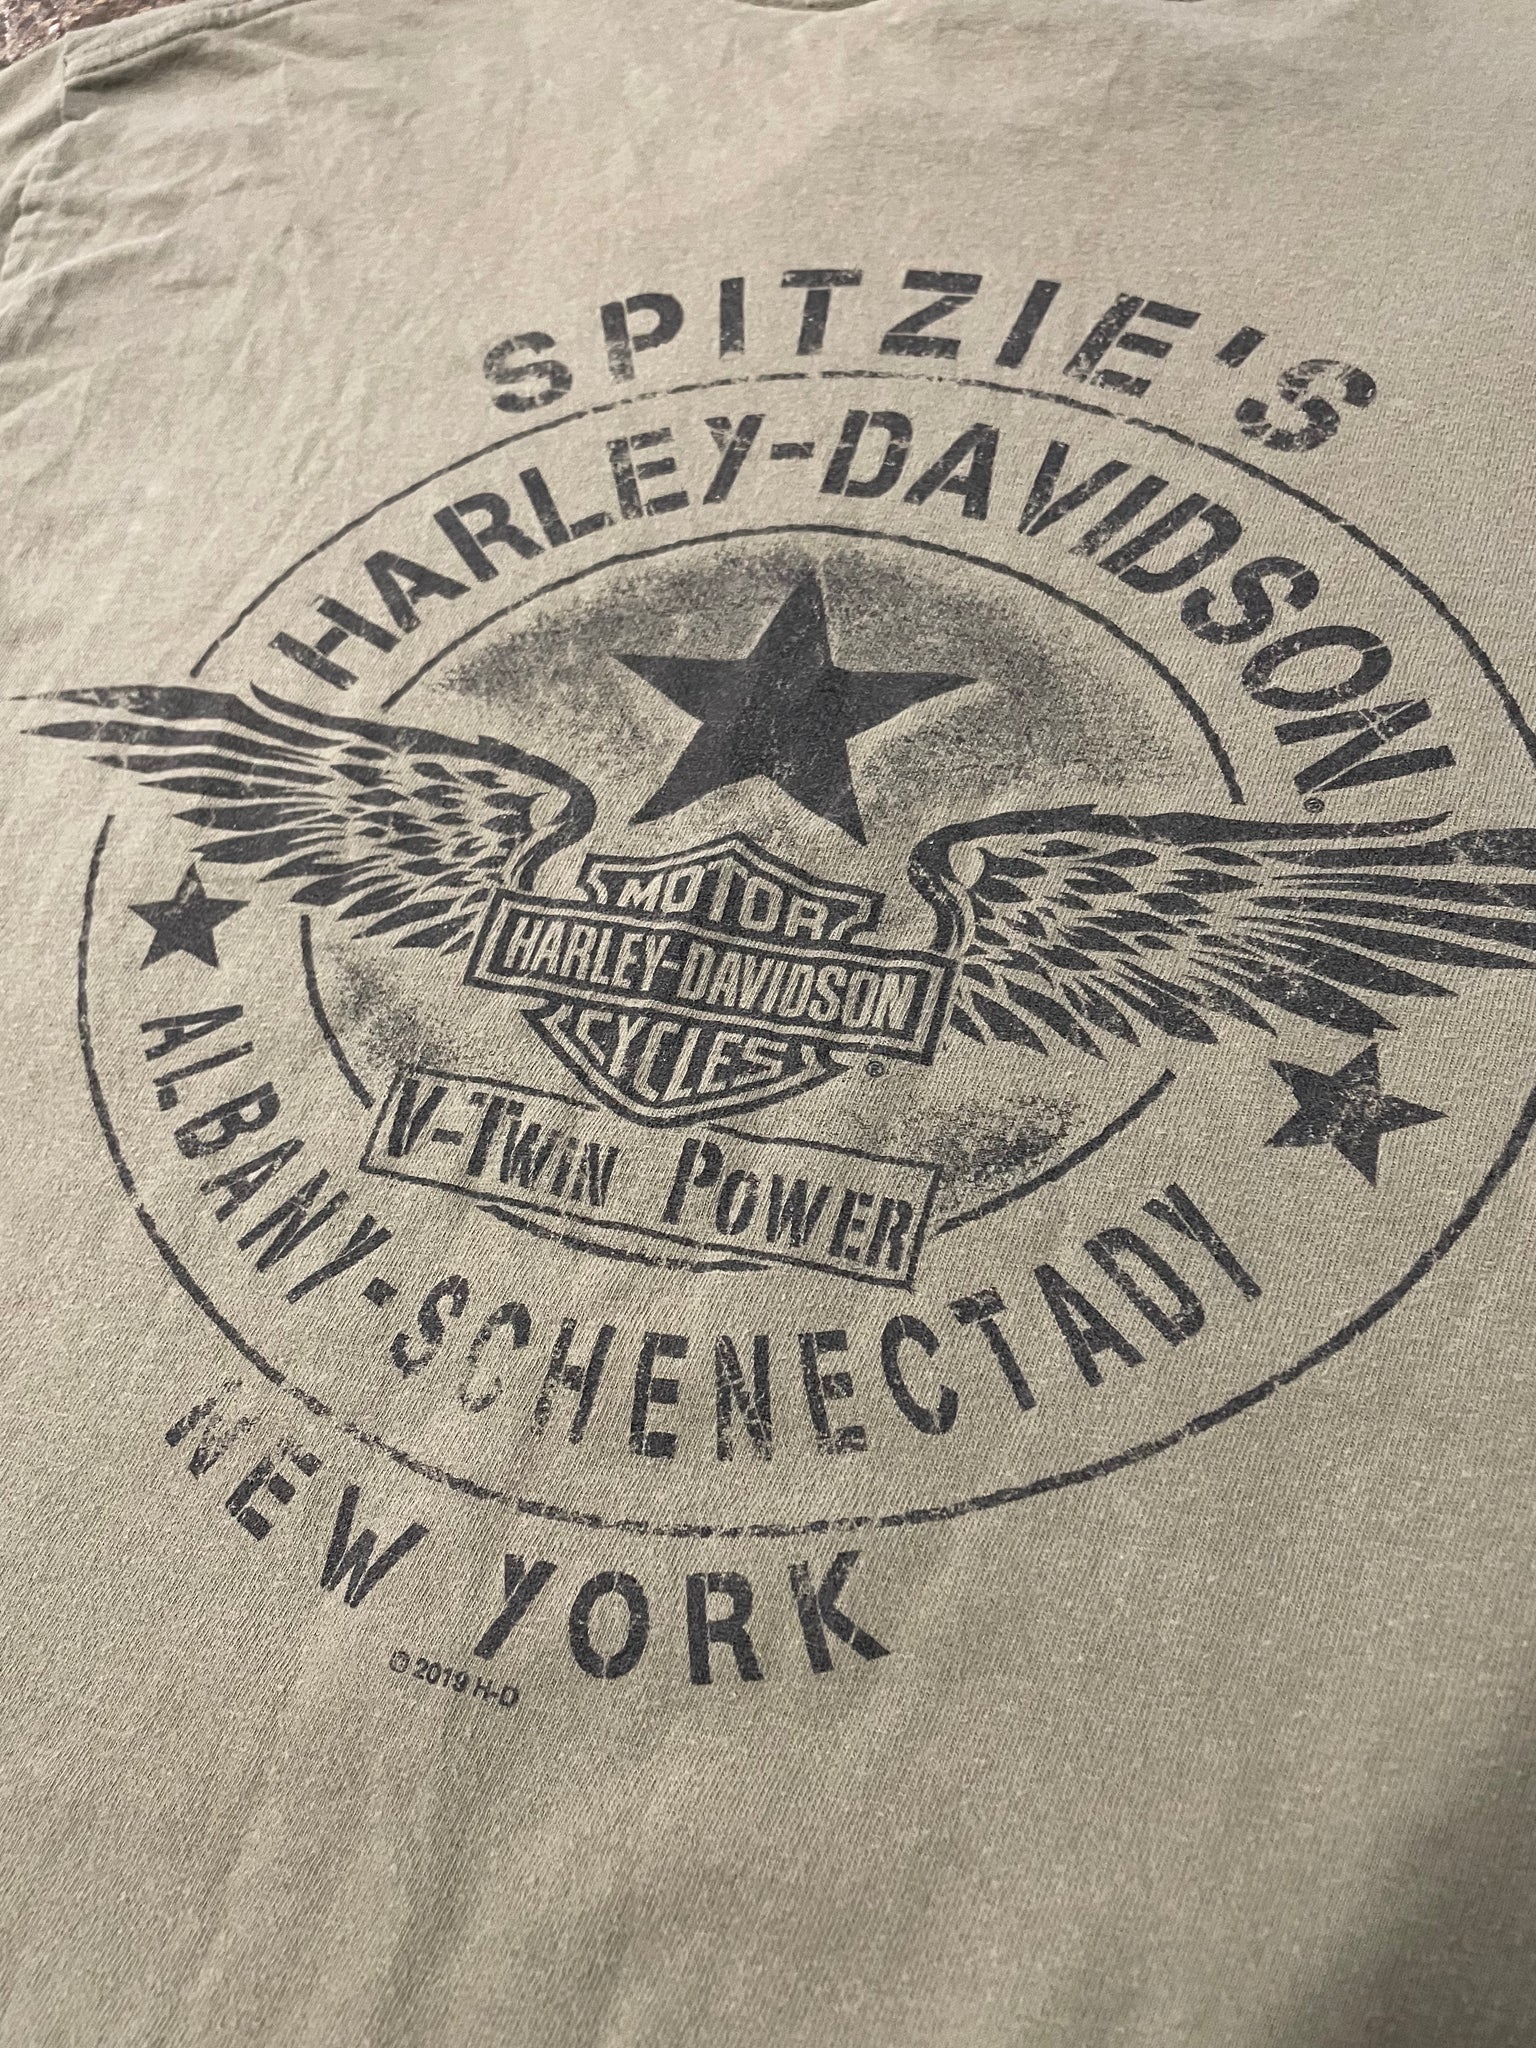 SPITZIE'S
HARLEY-DAVIDSON®
MOTOR
HARLEY-DAVIDSON
CYCLES
®
V-TWIN POWER
ALBANY-SCHENECTADY
NEW YORK
© 2019 H-D